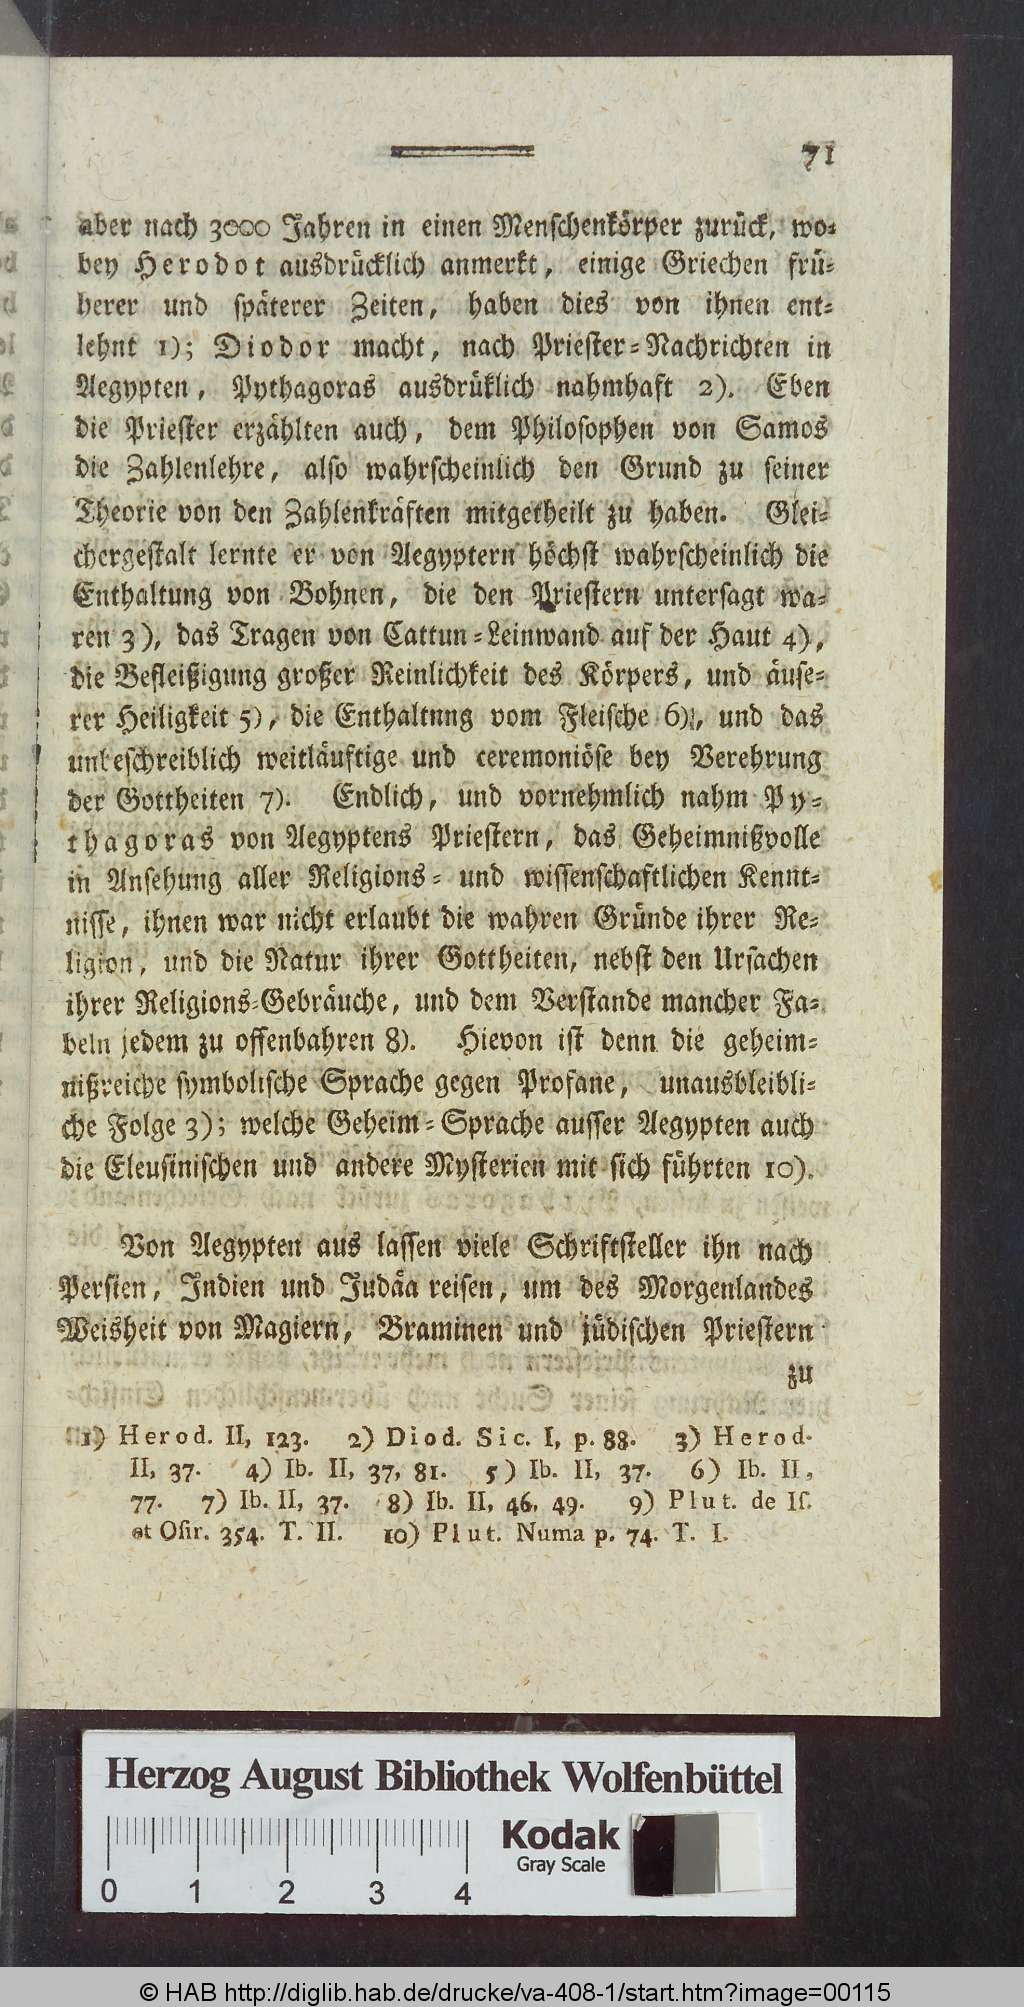 71
aber nach 3000 Jahren in einen Menschenkörper zurück, wo-
bey Herodot ausdrücklich anmerkt, einige Griechen frü-
herer und späterer Zeiten, haben dies von ihnen ent-
lehnt 1); Diodor macht, nach Priester-Nachrichten in
Aegypten, Pythagoras ausdrüklich nahmhaft 2). Eben
die Priester erzählten auch, dem Philosophen von Samos
die Zahlenlehre, also wahrscheinlich den Grund zu seiner
Theorie von den Zahlenkräften mitgetheilt zu haben. Glei-
chergestalt lernte er von Aegyptern höchst wahrscheinlich die
Enthaltung von Bohnen, die den Priestern untersagt wa-
ren 3), das Tragen von Cattun-Leinwand auf der Haut 4),
die Befleißigung großer Reinlichkeit des Körpers, und äuse-
rer Heiligkeit 5), die Enthaltung vom Fleische 6), und das
unbeschreiblich weitläuftige und ceremoniöse bey Verehrung
der Gottheiten 7). Endlich, und vornehmlich nahm Py-
thagoras von Aegyptens Priestern, das Geheimnißvolle
in Ansehung aller Religions- und wissenschaftlichen Kennt-
nisse, ihnen war nicht erlaubt die wahren Gründe ihrer Re-
ligion, und die Natur ihrer Gottheiten, nebst den Ursachen
ihrer Religions-Gebräuche, und dem Verstande mancher Fa-
beln jedem zu offenbahren 8). Hievon ist denn die geheim-
nißreiche symbolische Sprache gegen Profane, unausbleibli-
che Folge 3); welche Geheim-Sprache ausser Aegypten auch
die Eleusinischen und andere Mysterien mit sich führten 10).
Von Aegypten aus lassen viele Schriftsteller ihn nach
Persien, Indien und Judäa reisen, um des Morgenlandes
Weisheit von Magiern, Braminen und jüdischen Priestern
zu
1) Herod. II, 123. 2) Diod. Sic. I, p. 88. 3) Herod.
II, 37. 4) Ib. II, 37, 81. 5) Ib. II, 37. 6) Ib. II,
77. 7) Ib. II, 37. 8) Ib. II, 46, 49. 9) Plut. de Iſ.
et Oſir. 354. T. II. 10) Plut. Numa p. 74. T. I.
Herzog August Bibliothek Wolfenbüttel
Kodak
Gray Scale
0 1 2 3 4
© HAB http://diglib.hab.de/drucke/va-408-1/start.htm?image=00115